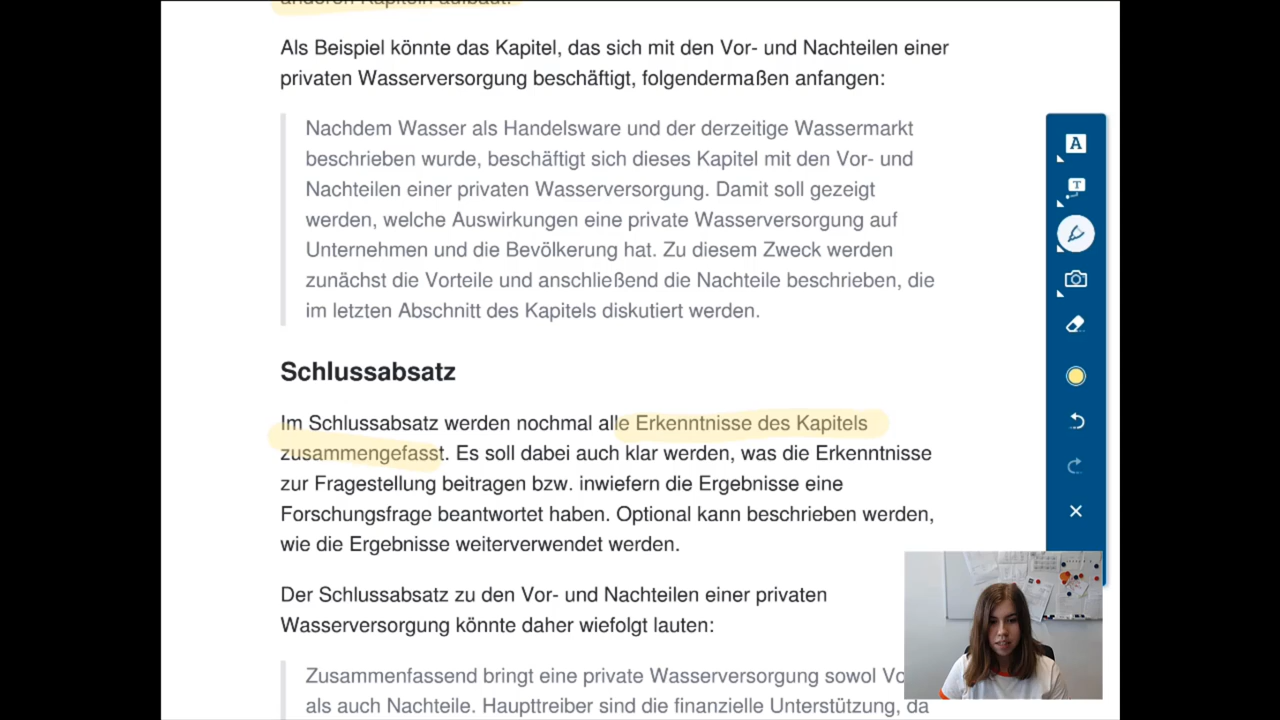 anderen Kapiteln aufbaut.
Als Beispiel könnte das Kapitel, das sich mit den Vor- und Nachteilen einer
privaten Wasserversorgung beschäftigt, folgendermaßen anfangen:
Nachdem Wasser als Handelsware und der derzeitige Wassermarkt
beschrieben wurde, beschäftigt sich dieses Kapitel mit den Vor- und
Nachteilen einer privaten Wasserversorgung. Damit soll gezeigt
werden, welche Auswirkungen eine private Wasserversorgung auf
Unternehmen und die Bevölkerung hat. Zu diesem Zweck werden
zunächst die Vorteile und anschließend die Nachteile beschrieben, die
im letzten Abschnitt des Kapitels diskutiert werden.
Schlussabsatz
Im Schlussabsatz werden nochmal alle Erkenntnisse des Kapitels
zusammengefasst. Es soll dabei auch klar werden, was die Erkenntnisse
zur Fragestellung beitragen bzw. inwiefern die Ergebnisse eine
Forschungsfrage beantwortet haben. Optional kann beschrieben werden,
wie die Ergebnisse weiterverwendet werden.
Der Schlussabsatz zu den Vor- und Nachteilen einer privaten
Wasserversorgung könnte daher wiefolgt lauten:
Zusammenfassend bringt eine private Wasserversorgung sowol
als auch Nachteile. Haupttreiber sind die finanzielle Unterstützung, da
A
T